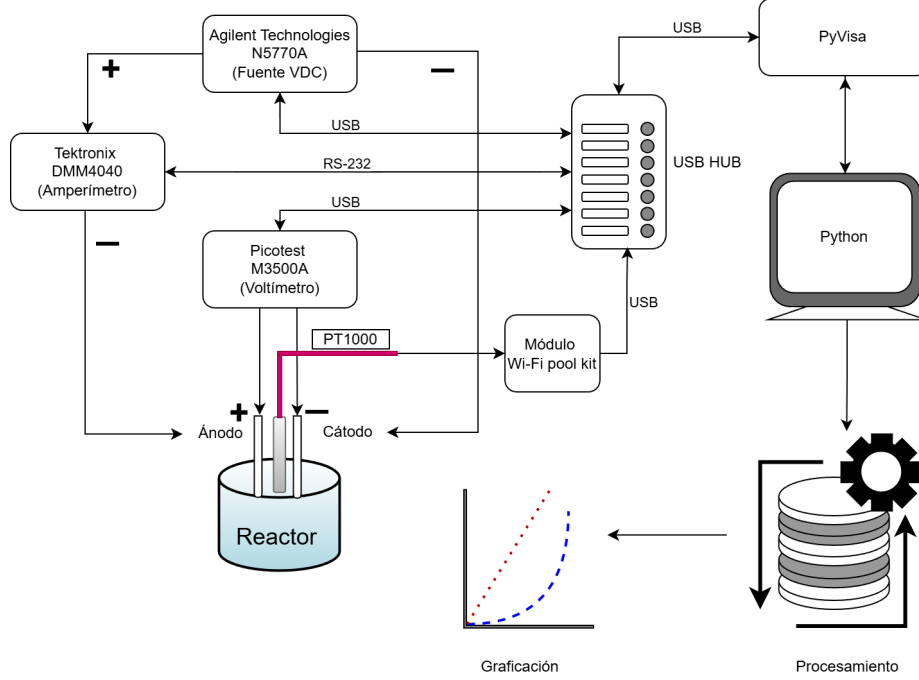 Agilent Technologies
N5770A
(Fuente VDC)
USB
PyVisa
+
−
USB
Tektronix
DMM4040
(Amperímetro)
RS-232
USB HUB
USB
Python
−
Picotest
M3500A
(Voltímetro)
USB
PT1000
Módulo
Wi-Fi pool kit
+
−
Ánodo
Cátodo
Reactor
Graficación
Procesamiento